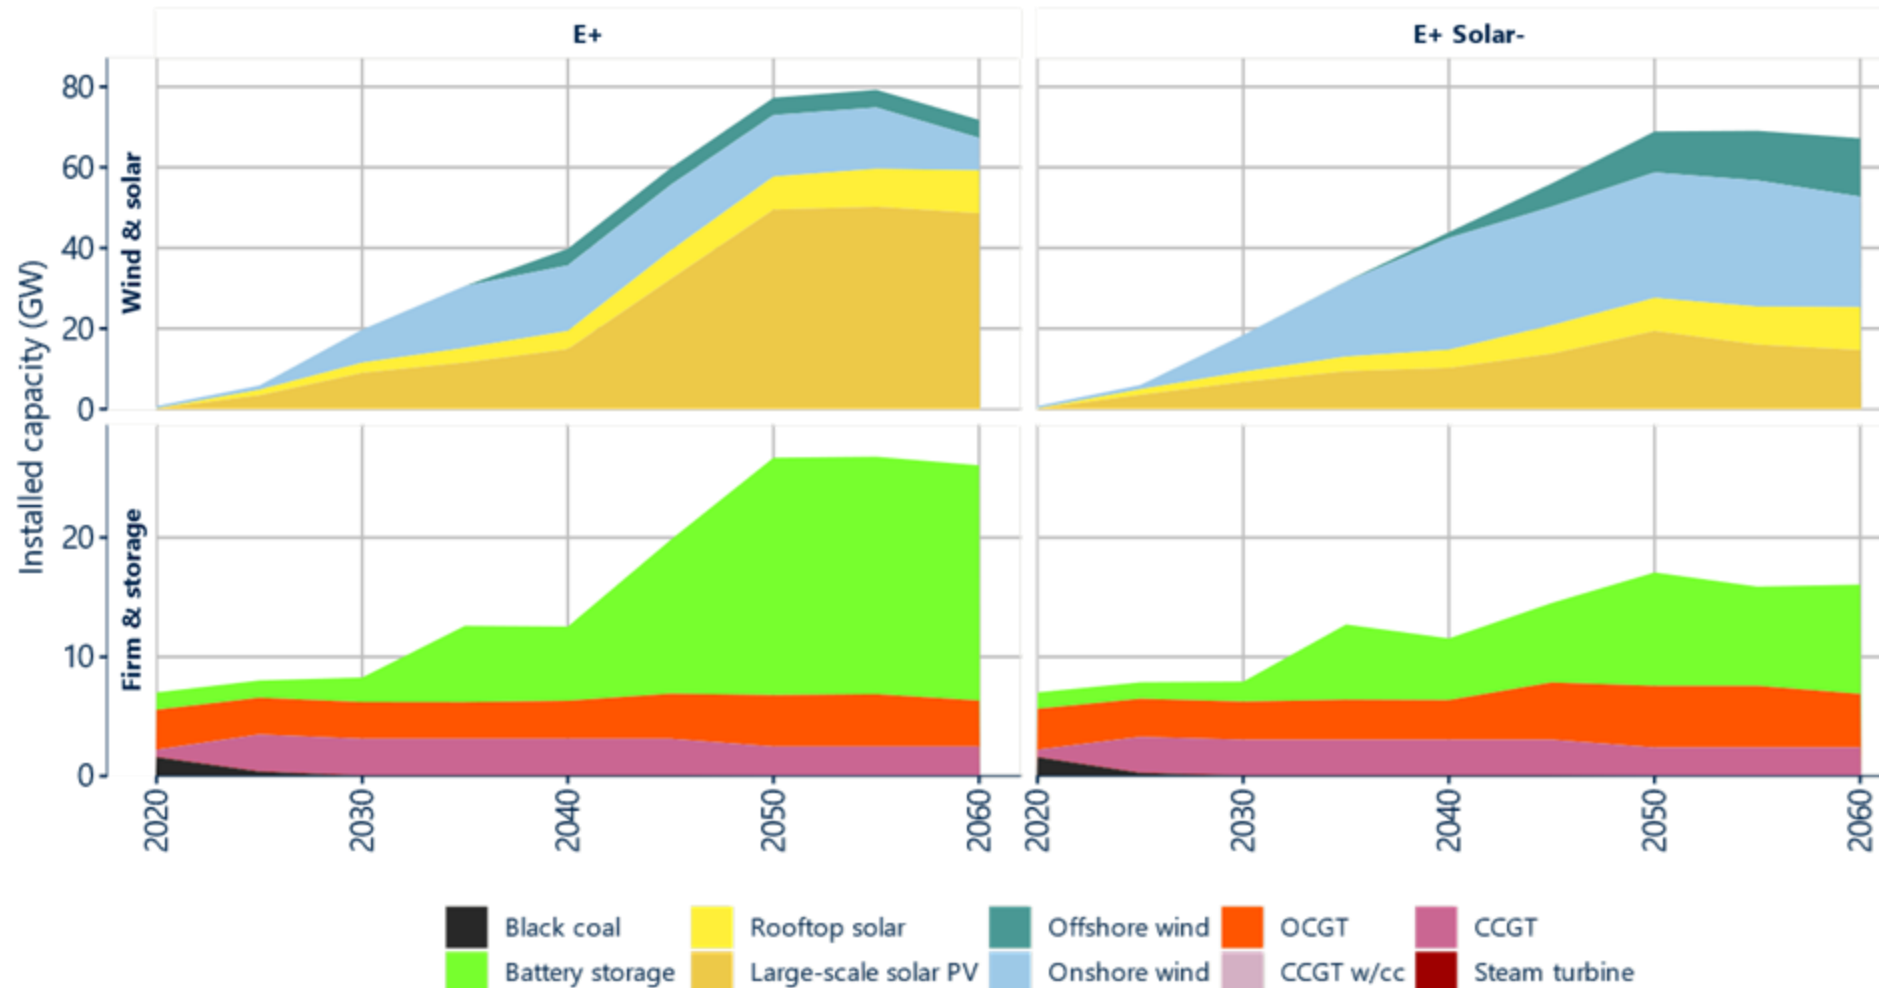 E+
E+ Solar-
Installed capacity (GW)
Wind & solar
80
60
40
20
0
Firm & storage
20
10
0
2020
2030
2040
2050
2060
2020
2030
2040
2050
2060
Black coal
Rooftop solar
Offshore wind
OCGT
CCGT
Battery storage
Large-scale solar PV
Onshore wind
CCGT w/cc
Steam turbine